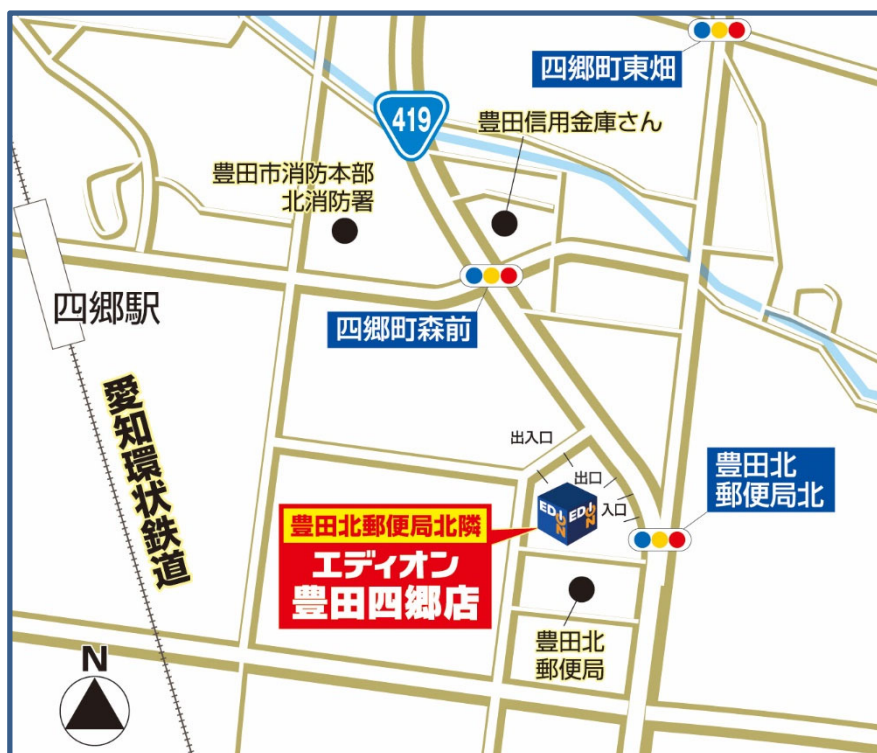 四郷町東畑
419
豊田信用金庫さん
豊田市消防本部
北消防署
四郷駅
四郷町森前
愛知環状鉄道
出入口
出口
入口
豊田北
郵便局北
EDION
EDION
豊田北郵便局北隣
エディオン
豊田四郷店
豊田北
郵便局
N